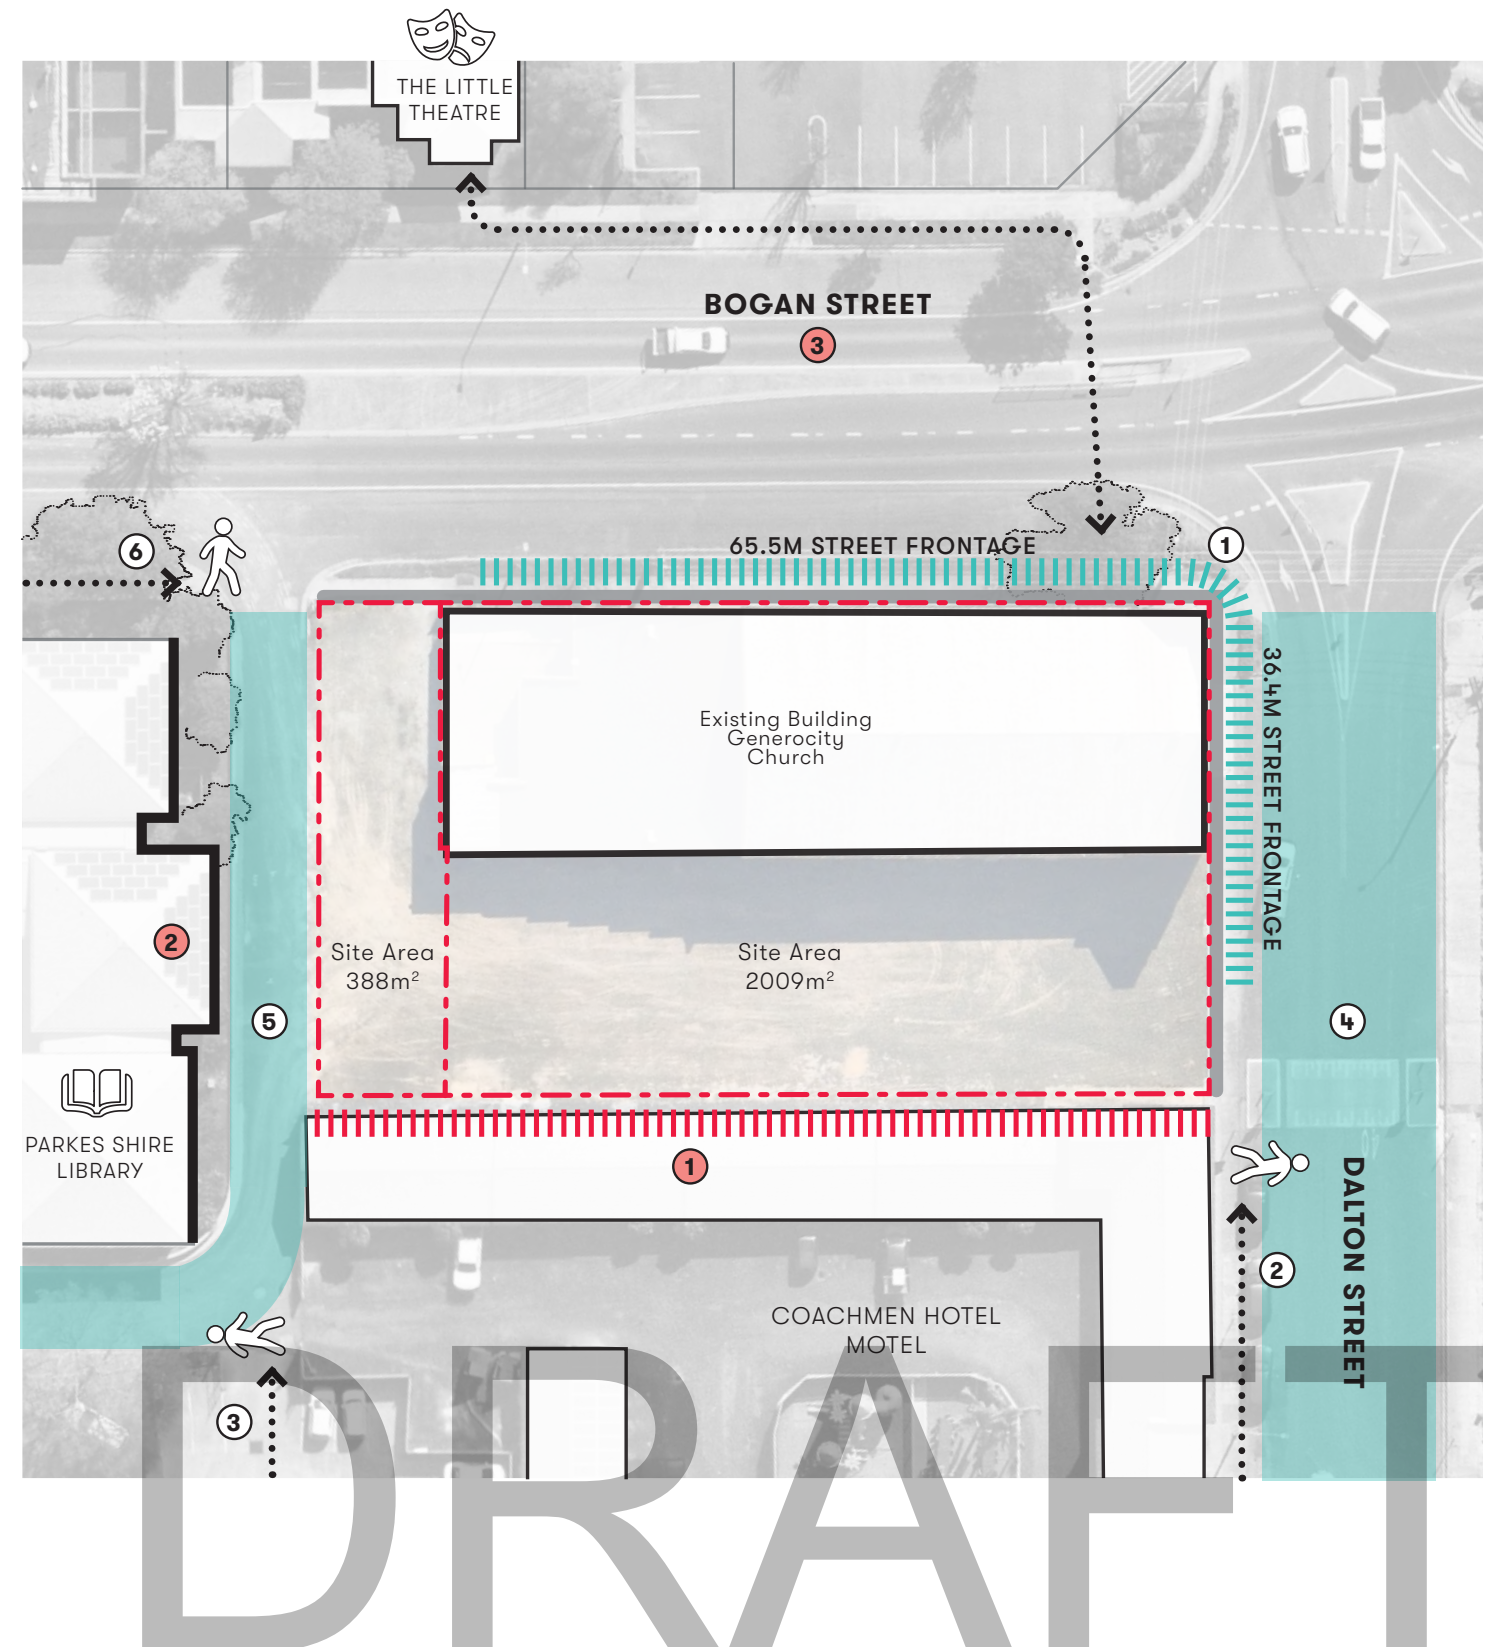 THE LITTLE
THEATRE
BOGAN STREET
3
6
65.5M STREET FRONTAGE
1
36.4M STREET FRONTAGE
Existing Building
Generocity
Church
2
Site Area
388m²
Site Area
2009m²
5
4
PARKES SHIRE
LIBRARY
1
DALTON STREET
2
COACHMEN HOTEL
MOTEL
3
DRAFT